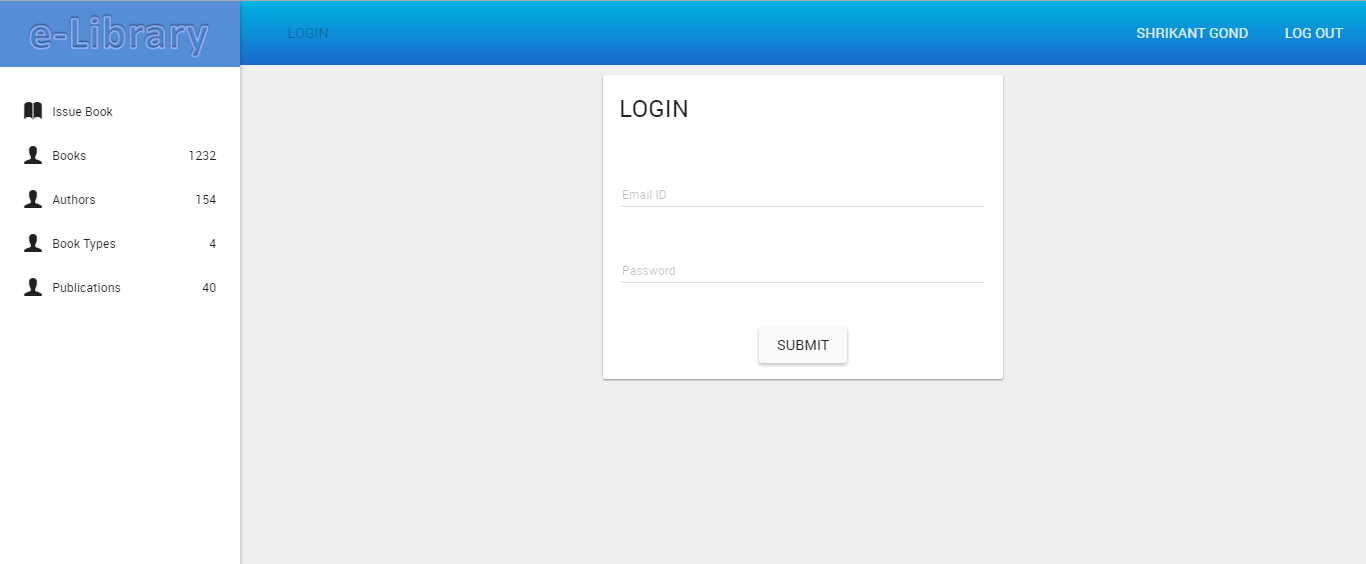 e-Library
LOGIN
SHRIKANT GOND
LOG OUT
Issue Book
Books 1232
Authors 154
Book Types 4
Publications 40
LOGIN
Email ID
Password
SUBMIT